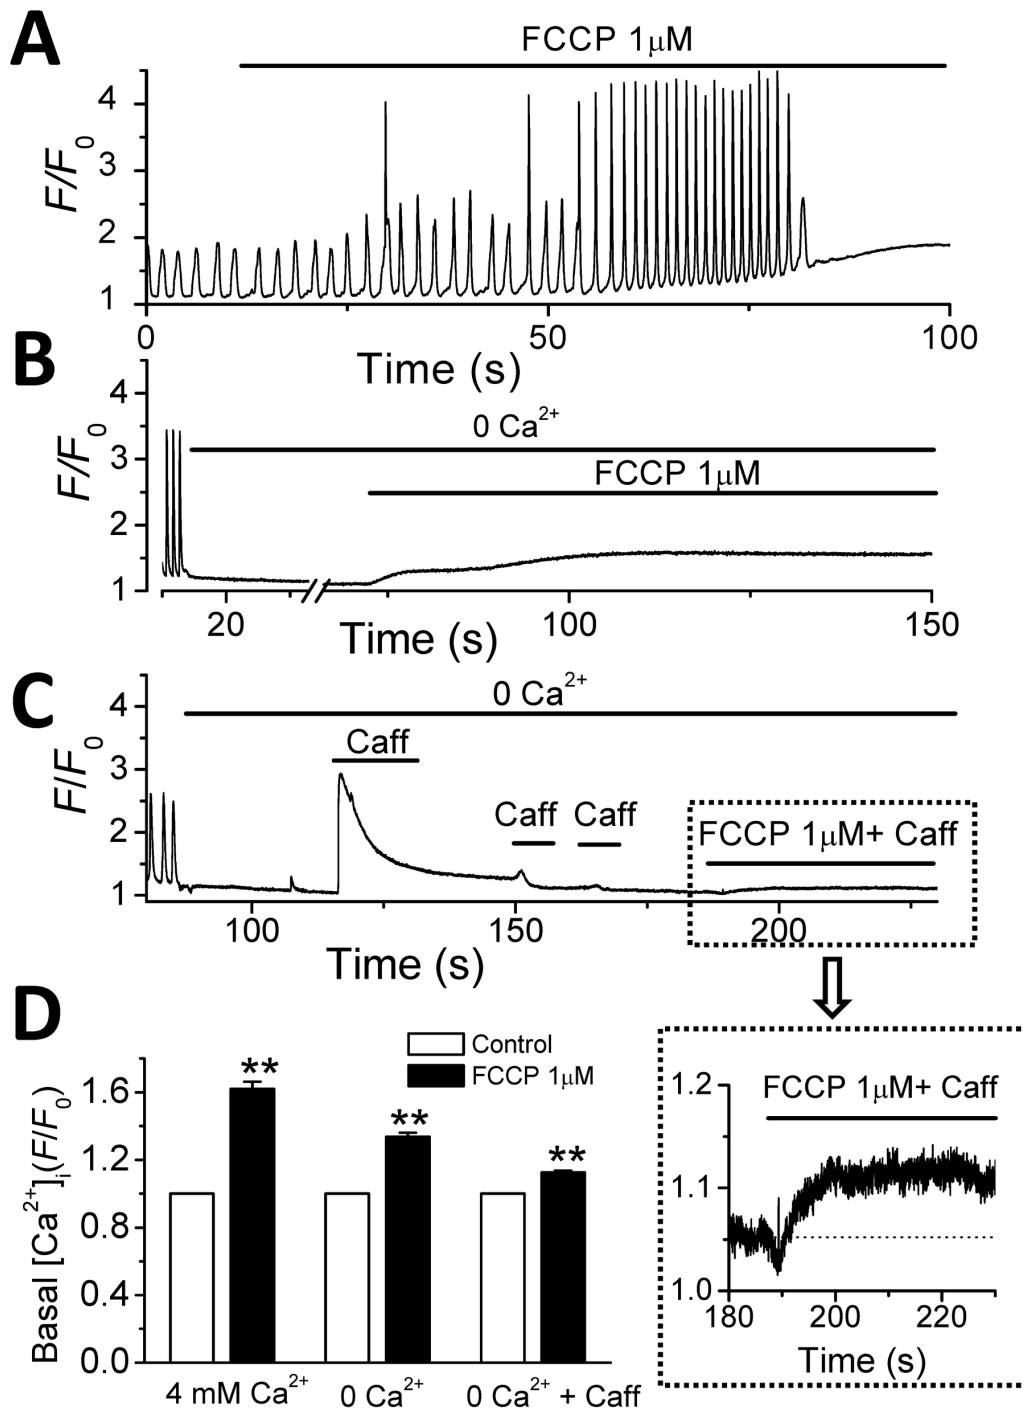 A
FCCP 1μM
F/F0
4
3
2
1
0
50
100
Time (s)
B
0 Ca2+
FCCP 1μM
F/F0
4
3
2
1
20
100
150
Time (s)
C
0 Ca2+
Caff
Caff
Caff
FCCP 1μM+ Caff
F/F0
4
3
2
1
100
150
200
Time (s)
D
Control
FCCP 1μM
**
**
**
Basal [Ca2+]i(F/F0)
1.6
1.2
0.8
0.4
0.0
4 mM Ca2+
0 Ca2+
0 Ca2+ + Caff
FCCP 1μM+ Caff
1.2
1.1
1.0
180
200
220
Time (s)